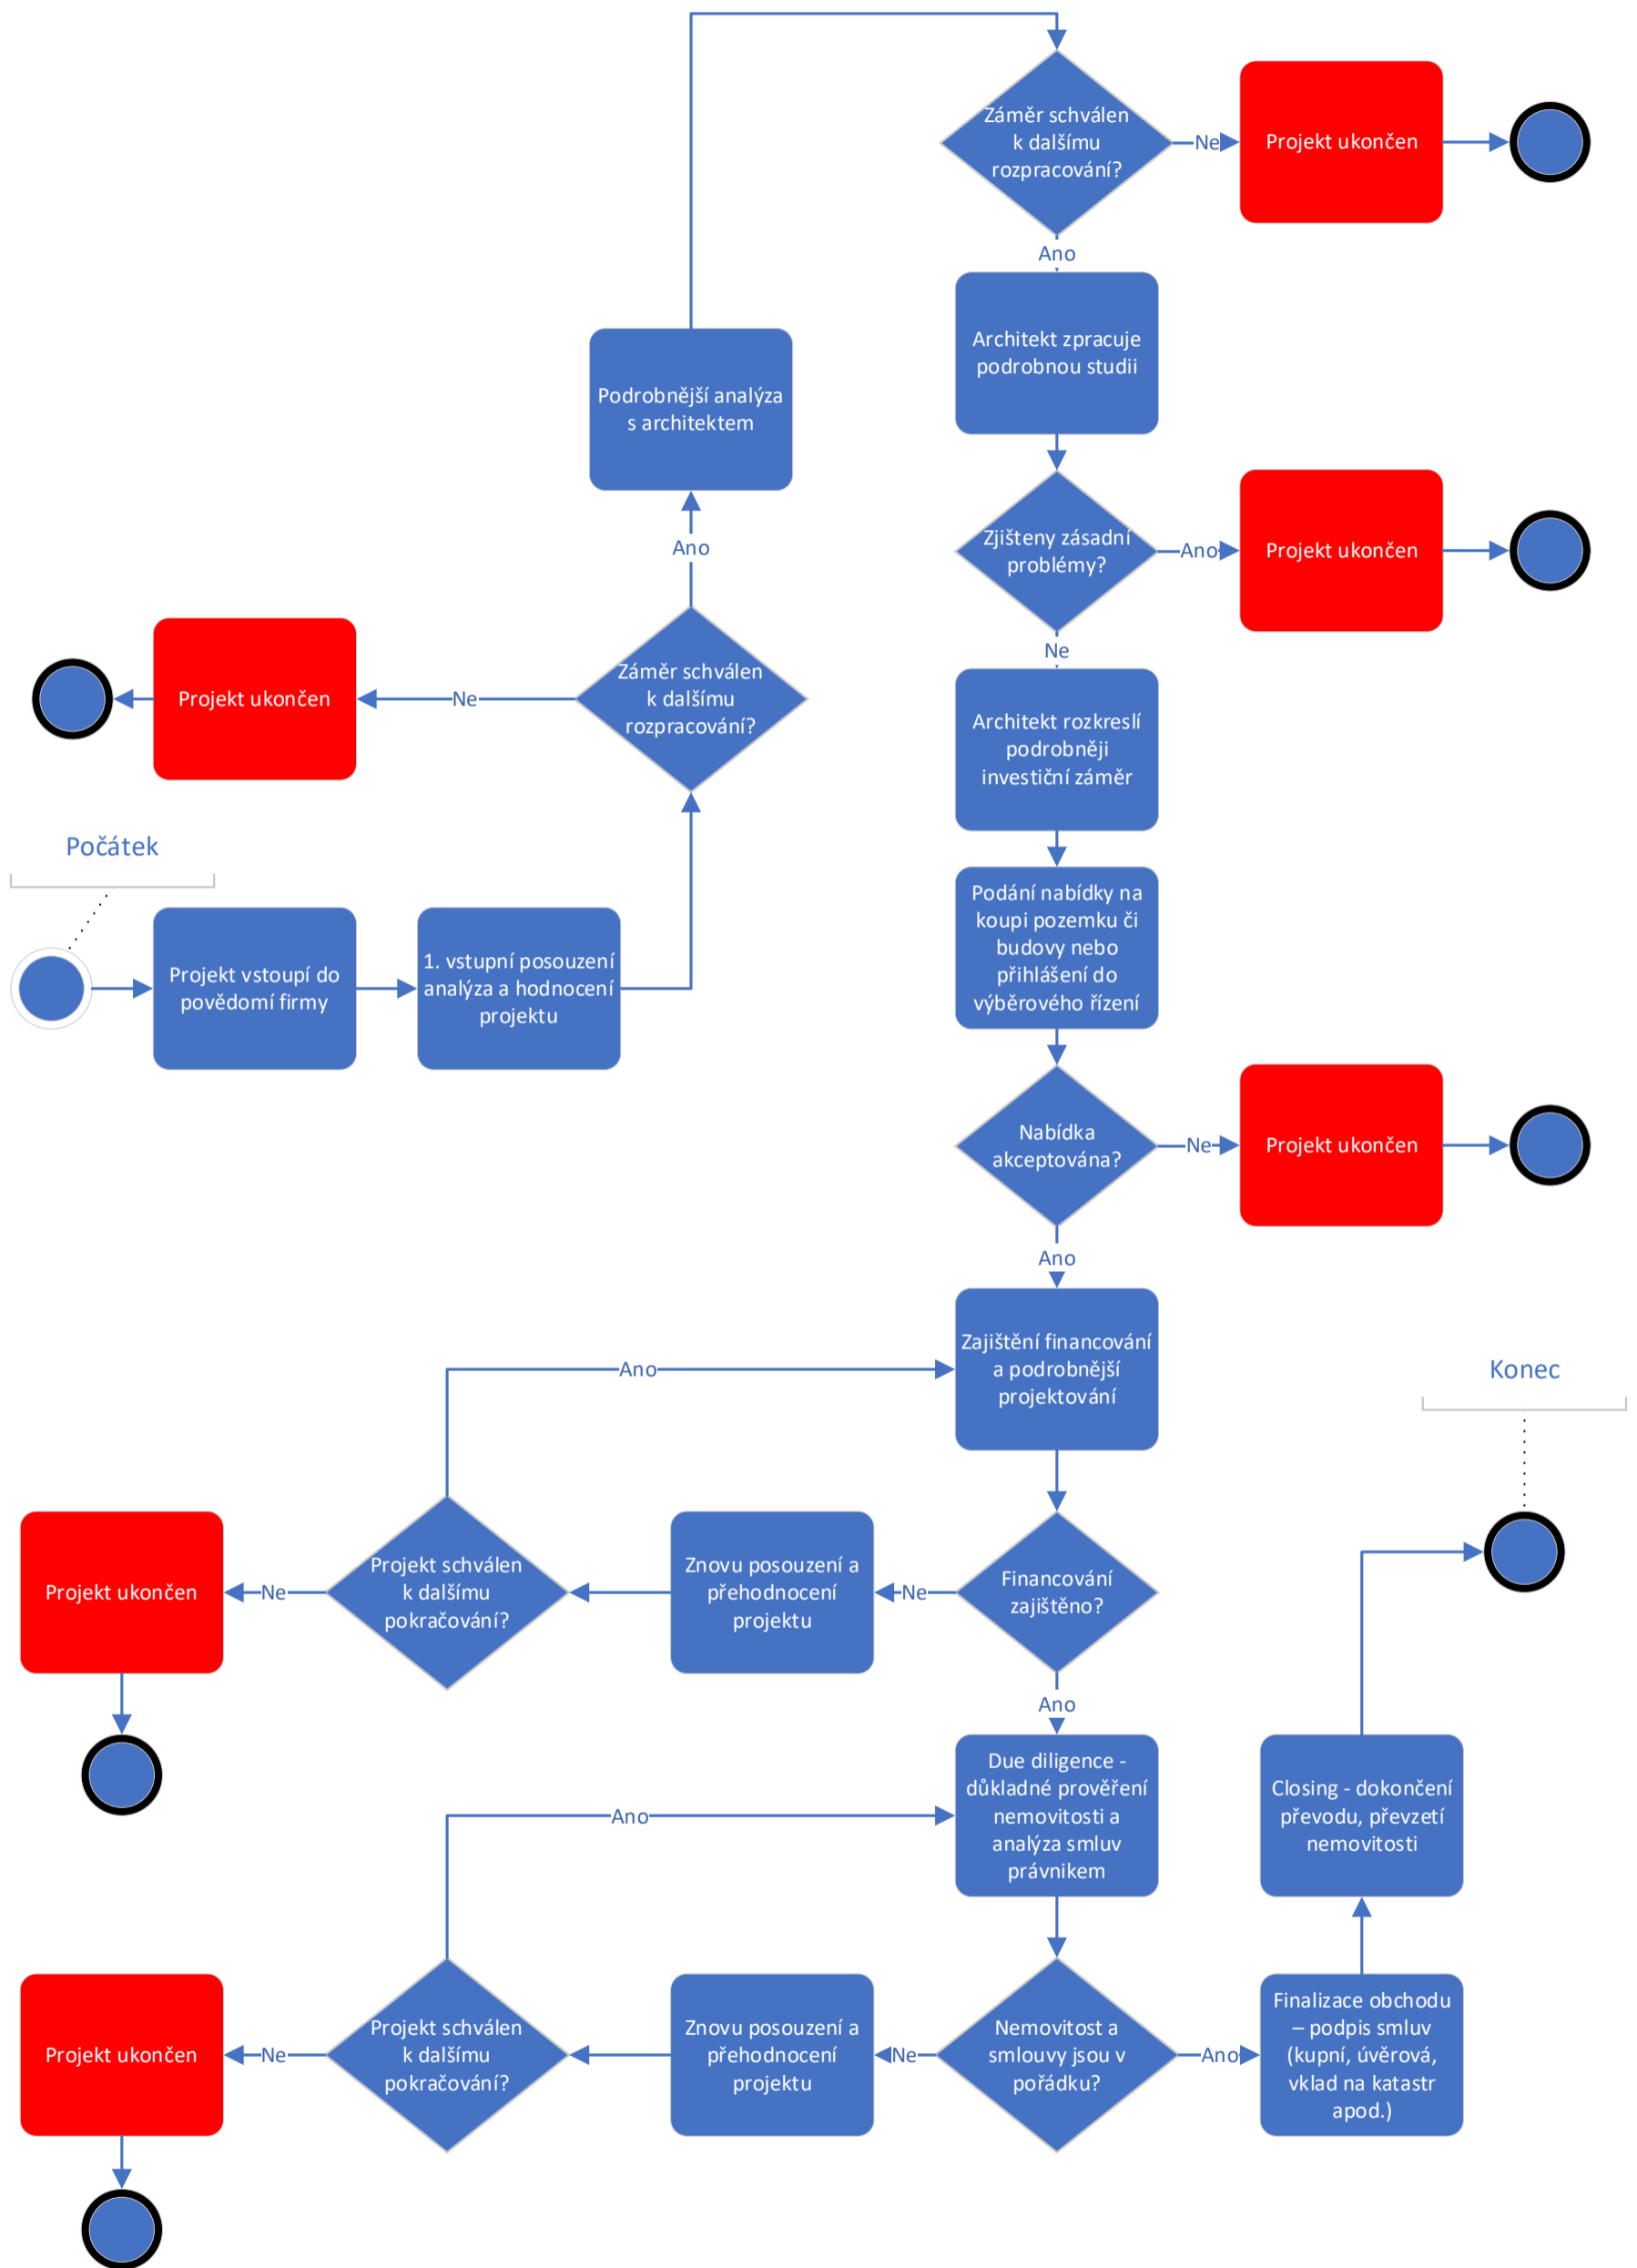 Počátek
Projekt vstoupí do
povědomí firmy
1. vstupní posouzení
analýza a hodnocení
projektu
Záměr schválen
k dalšímu
rozpracování?
Ne
Projekt ukončen
Ano
Podrobnější analýza
s architektem
Záměr schválen
k dalšímu
rozpracování?
Ne
Projekt ukončen
Ano
Architekt zpracuje
podrobnou studii
Zjišteny zásadní
problémy?
Ano
Projekt ukončen
Ne
Architekt rozkreslí
podrobněji
investiční záměr
Podání nabídky na
koupi pozemku či
budovy nebo
přihlášení do
výběrového řízení
Nabídka
akceptována?
Ne
Projekt ukončen
Ano
Zajištění financování
a podrobnější
projektování
Financování
zajištěno?
Ne
Znovu posouzení a
přehodnocení
projektu
Projekt schválen
k dalšímu
pokračování?
Ano
Ne
Projekt ukončen
Ano
Due diligence -
důkladné prověření
nemovitosti a
analýza smluv
právnikem
Nemovitost a
smlouvy jsou v
pořádku?
Ne
Znovu posouzení a
přehodnocení
projektu
Projekt schválen
k dalšímu
pokračování?
Ano
Ne
Projekt ukončen
Ano
Finalizace obchodu
– podpis smluv
(kupní, úvěrová,
vklad na katastr
apod.)
Closing - dokončení
převodu, převzetí
nemovitosti
Konec